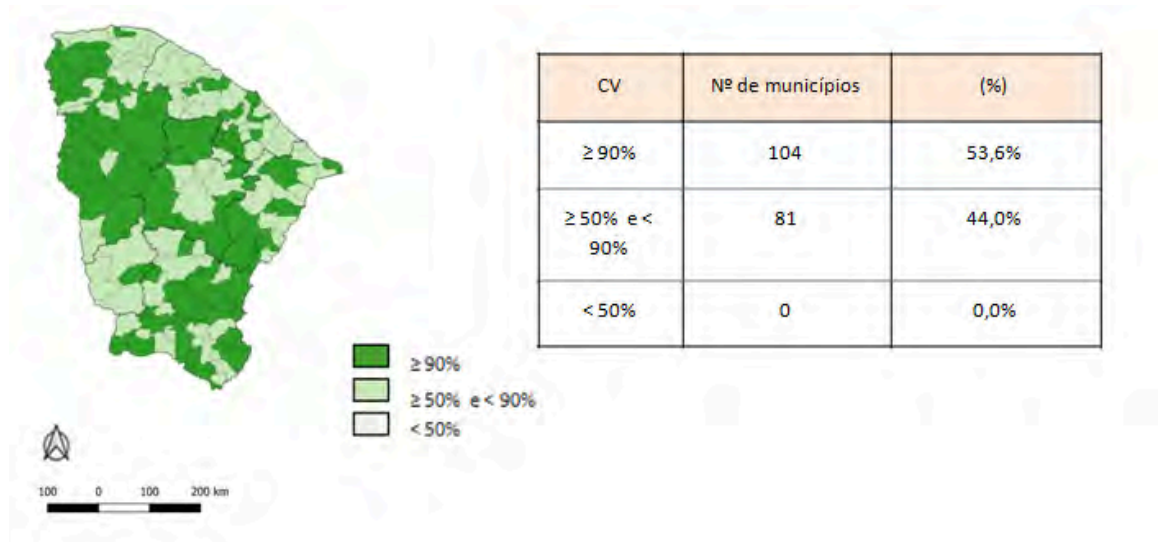 CV Nº de municípios (%)
≥ 90% 104 53,6%
≥ 50% e <
90%
81 44,0%
< 50% 0 0,0%
≥ 90%
≥ 50% e < 90%
< 50%
100 0 100 200 km